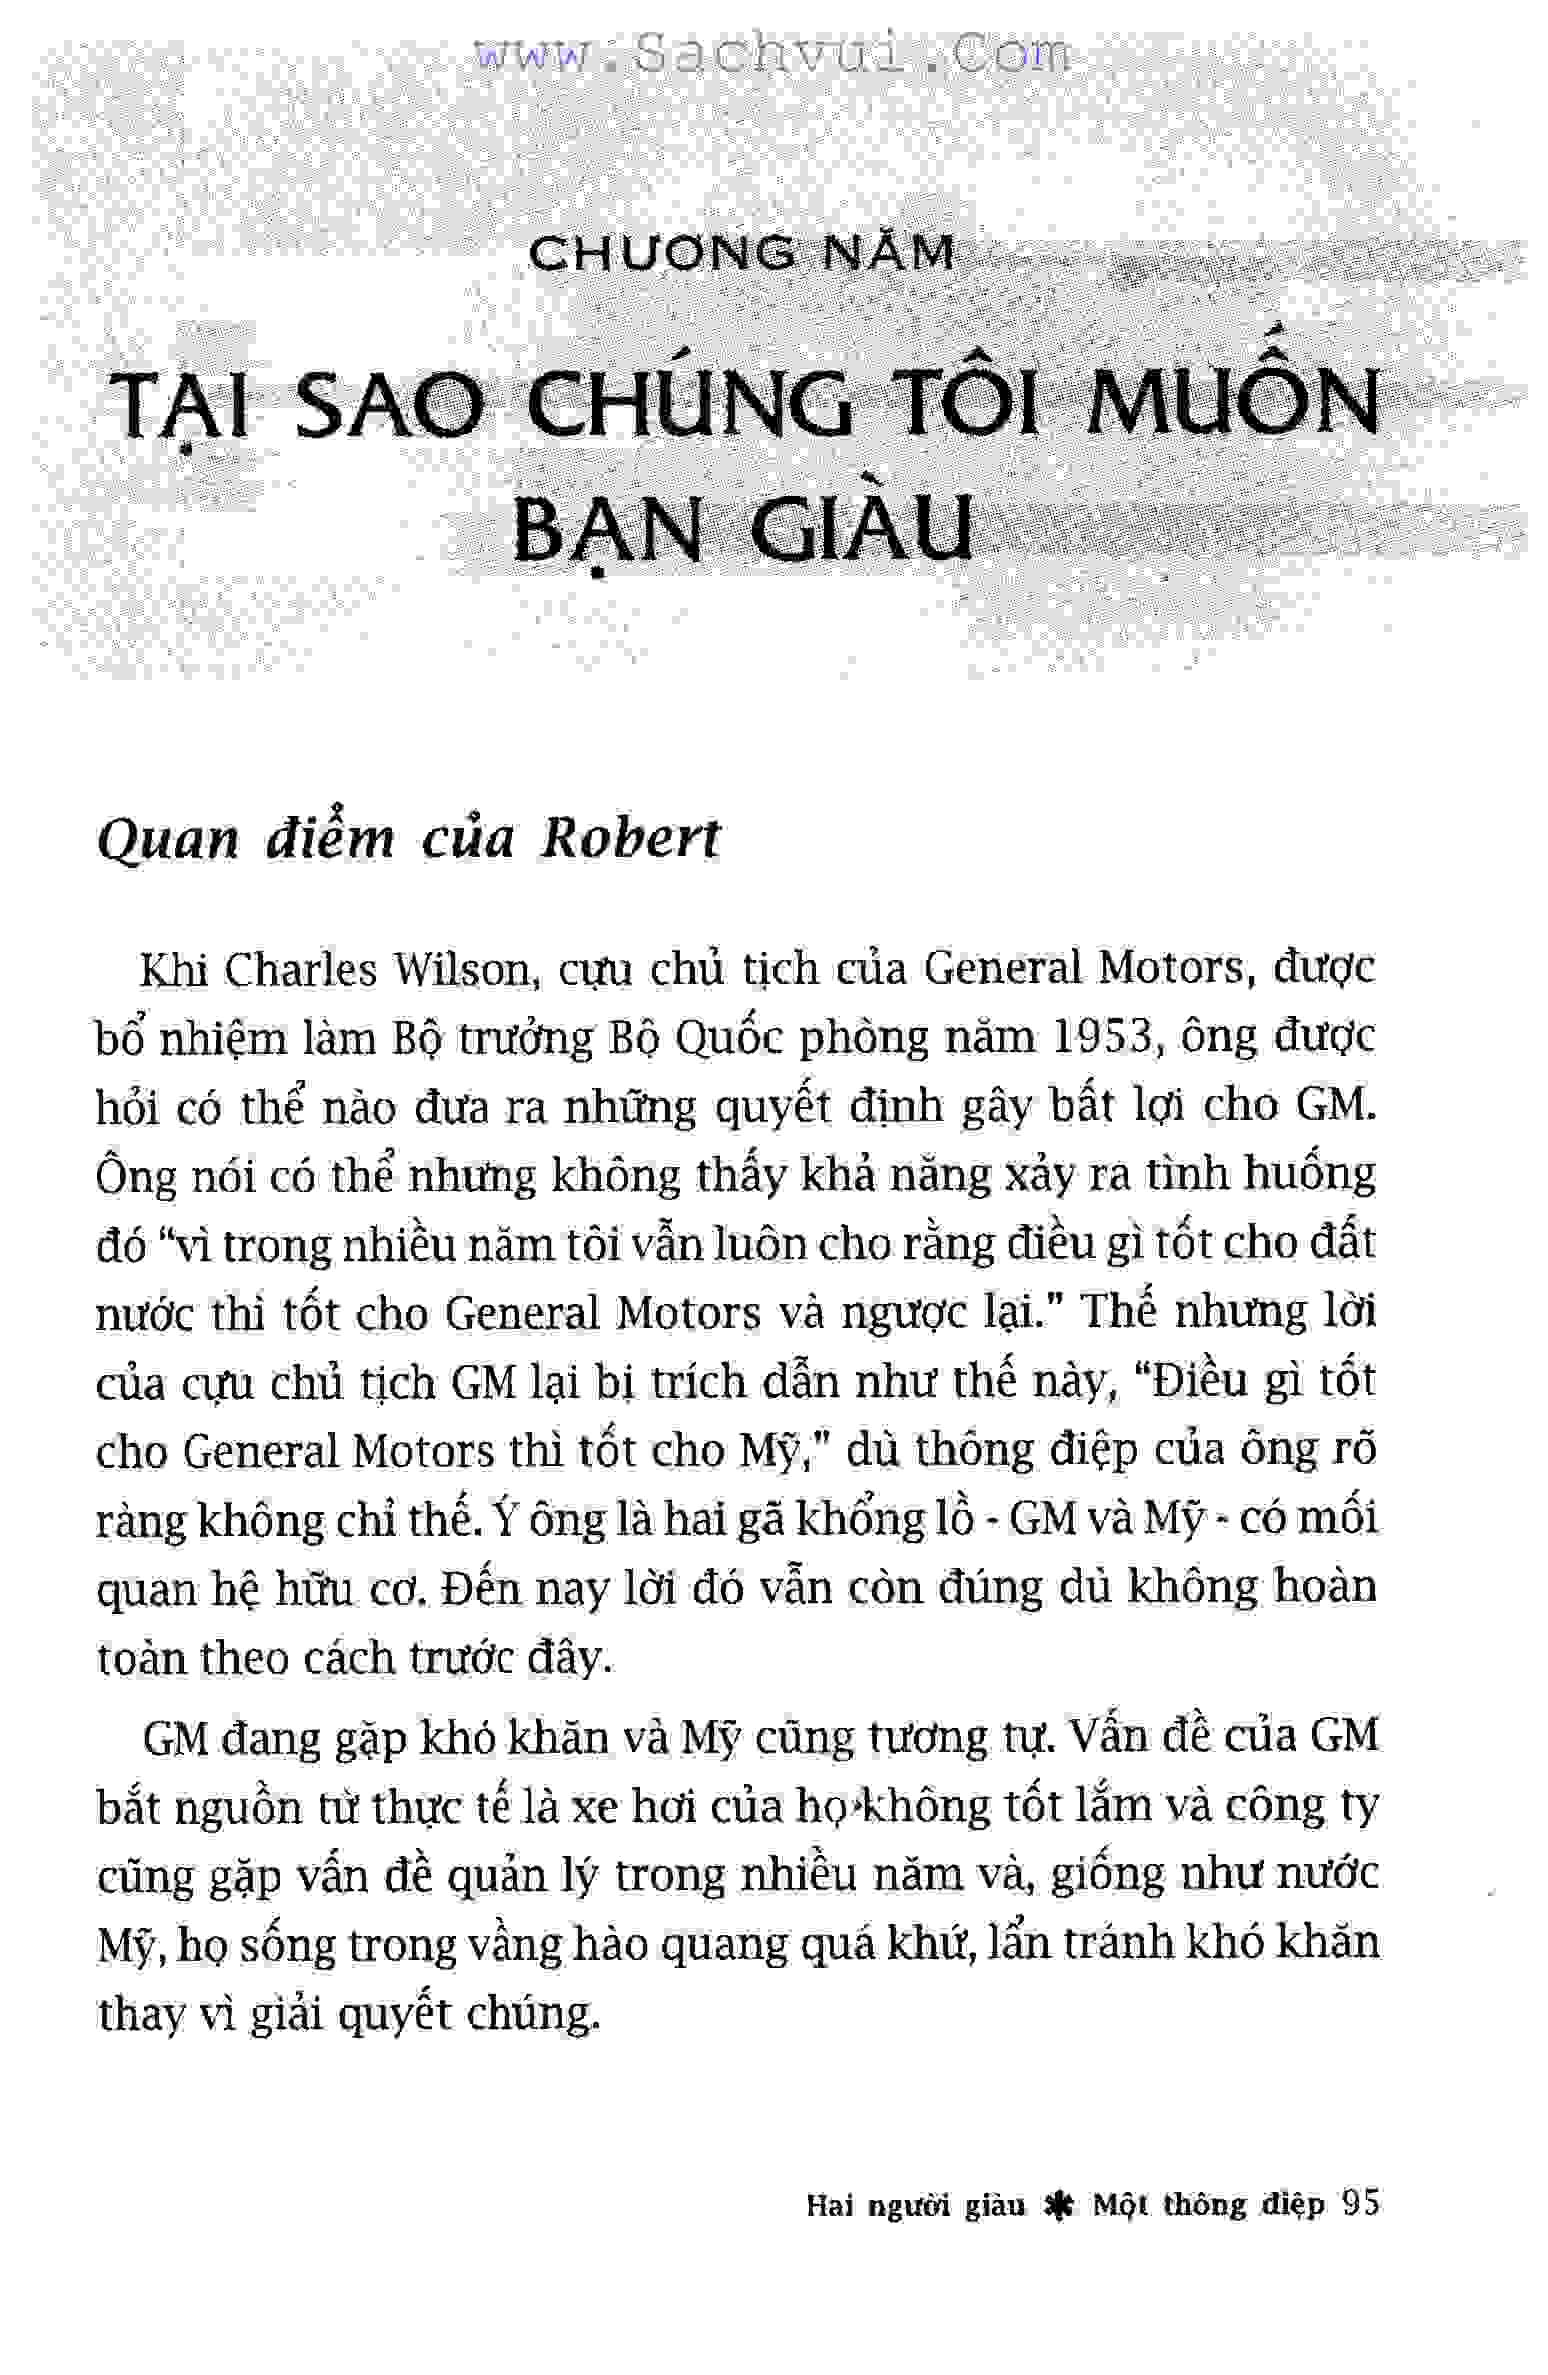 www.Sachvui.Com
CHƯƠNG NĂM
TẠI SAO CHÚNG TÔI MUỐN
BẠN GIÀU
Quan điểm của Robert
Khi Charles Wilson, cựu chủ tịch của General Motors, được
bổ nhiệm làm Bộ trưởng Bộ Quốc phòng năm 1953, ông được
hỏi có thể nào đưa ra những quyết định gây bất lợi cho GM.
Ông nói có thể nhưng không thấy khả năng xảy ra tình huống
đó “vì trong nhiều năm tôi vẫn luôn cho rằng điều gì tốt cho đất
nước thì tốt cho General Motors và ngược lại.” Thế nhưng lời
của cựu chủ tịch GM lại bị trích dẫn như thế này, “Điều gì tốt
cho General Motors thì tốt cho Mỹ,” dù thông điệp của ông rõ
ràng không chỉ thế. Ý ông là hai gã khổng lồ - GM và Mỹ - có mối
quan hệ hữu cơ. Đến nay lời đó vẫn còn đúng dù không hoàn
toàn theo cách trước đây.
GM đang gặp khó khăn và Mỹ cũng tương tự. Vấn đề của GM
bắt nguồn từ thực tế là xe hơi của họ không tốt lắm và công ty
cũng gặp vấn đề quản lý trong nhiều năm và, giống như nước
Mỹ, họ sống trong vầng hào quang quá khứ, lẩn tránh khó khăn
thay vì giải quyết chúng.
Hai người giàu ✱ Một thông điệp 95